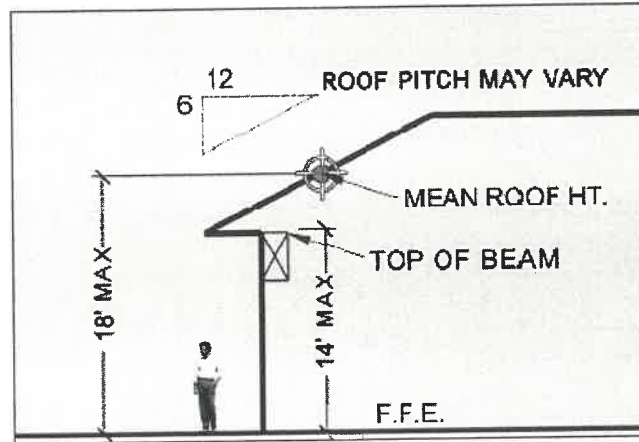 12
6
ROOF PITCH MAY VARY
MEAN ROOF HT.
TOP OF BEAM
18' MAX
14' MAX
F.F.E.